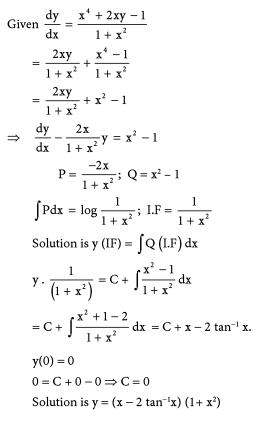 Given dy/dx = (x⁴ + 2xy − 1)/(1 + x²)
= 2xy/(1 + x²) + (x⁴ − 1)/(1 + x²)
= 2xy/(1 + x²) + x² − 1
⇒ dy/dx − 2x/(1 + x²) y = x² − 1
P = −2x/(1 + x²); Q = x² − 1
∫Pdx = log 1/(1 + x²); I.F = 1/(1 + x²)
Solution is y (IF) = ∫Q (I.F) dx
y . 1/(1 + x²) = C + ∫(x² − 1)/(1 + x²) dx
= C + ∫(x² + 1 − 2)/(1 + x²) dx = C + x − 2 tan⁻¹ x.
y(0) = 0
0 = C + 0 − 0 ⇒ C = 0
Solution is y = (x − 2 tan⁻¹x) (1+ x²)